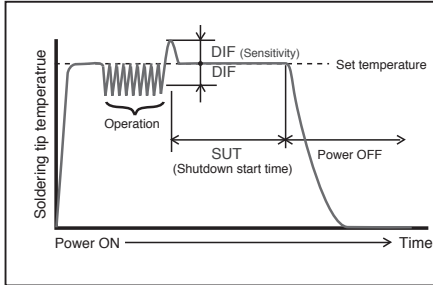 Soldering tip temperatrue
DIF (Sensitivity)
DIF
Set temperature
Operation
SUT
(Shutdown start time)
Power OFF
Power ON
Time